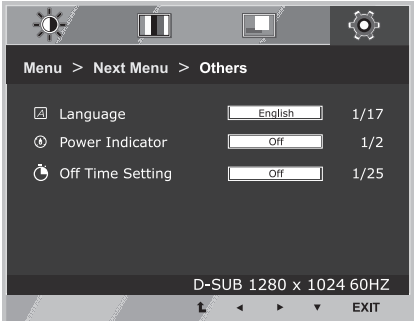 Menu > Next Menu > Others
A Language English 1/17
Power Indicator Off 1/2
Off Time Setting Off 1/25
D-SUB 1280 x 1024 60HZ
EXIT